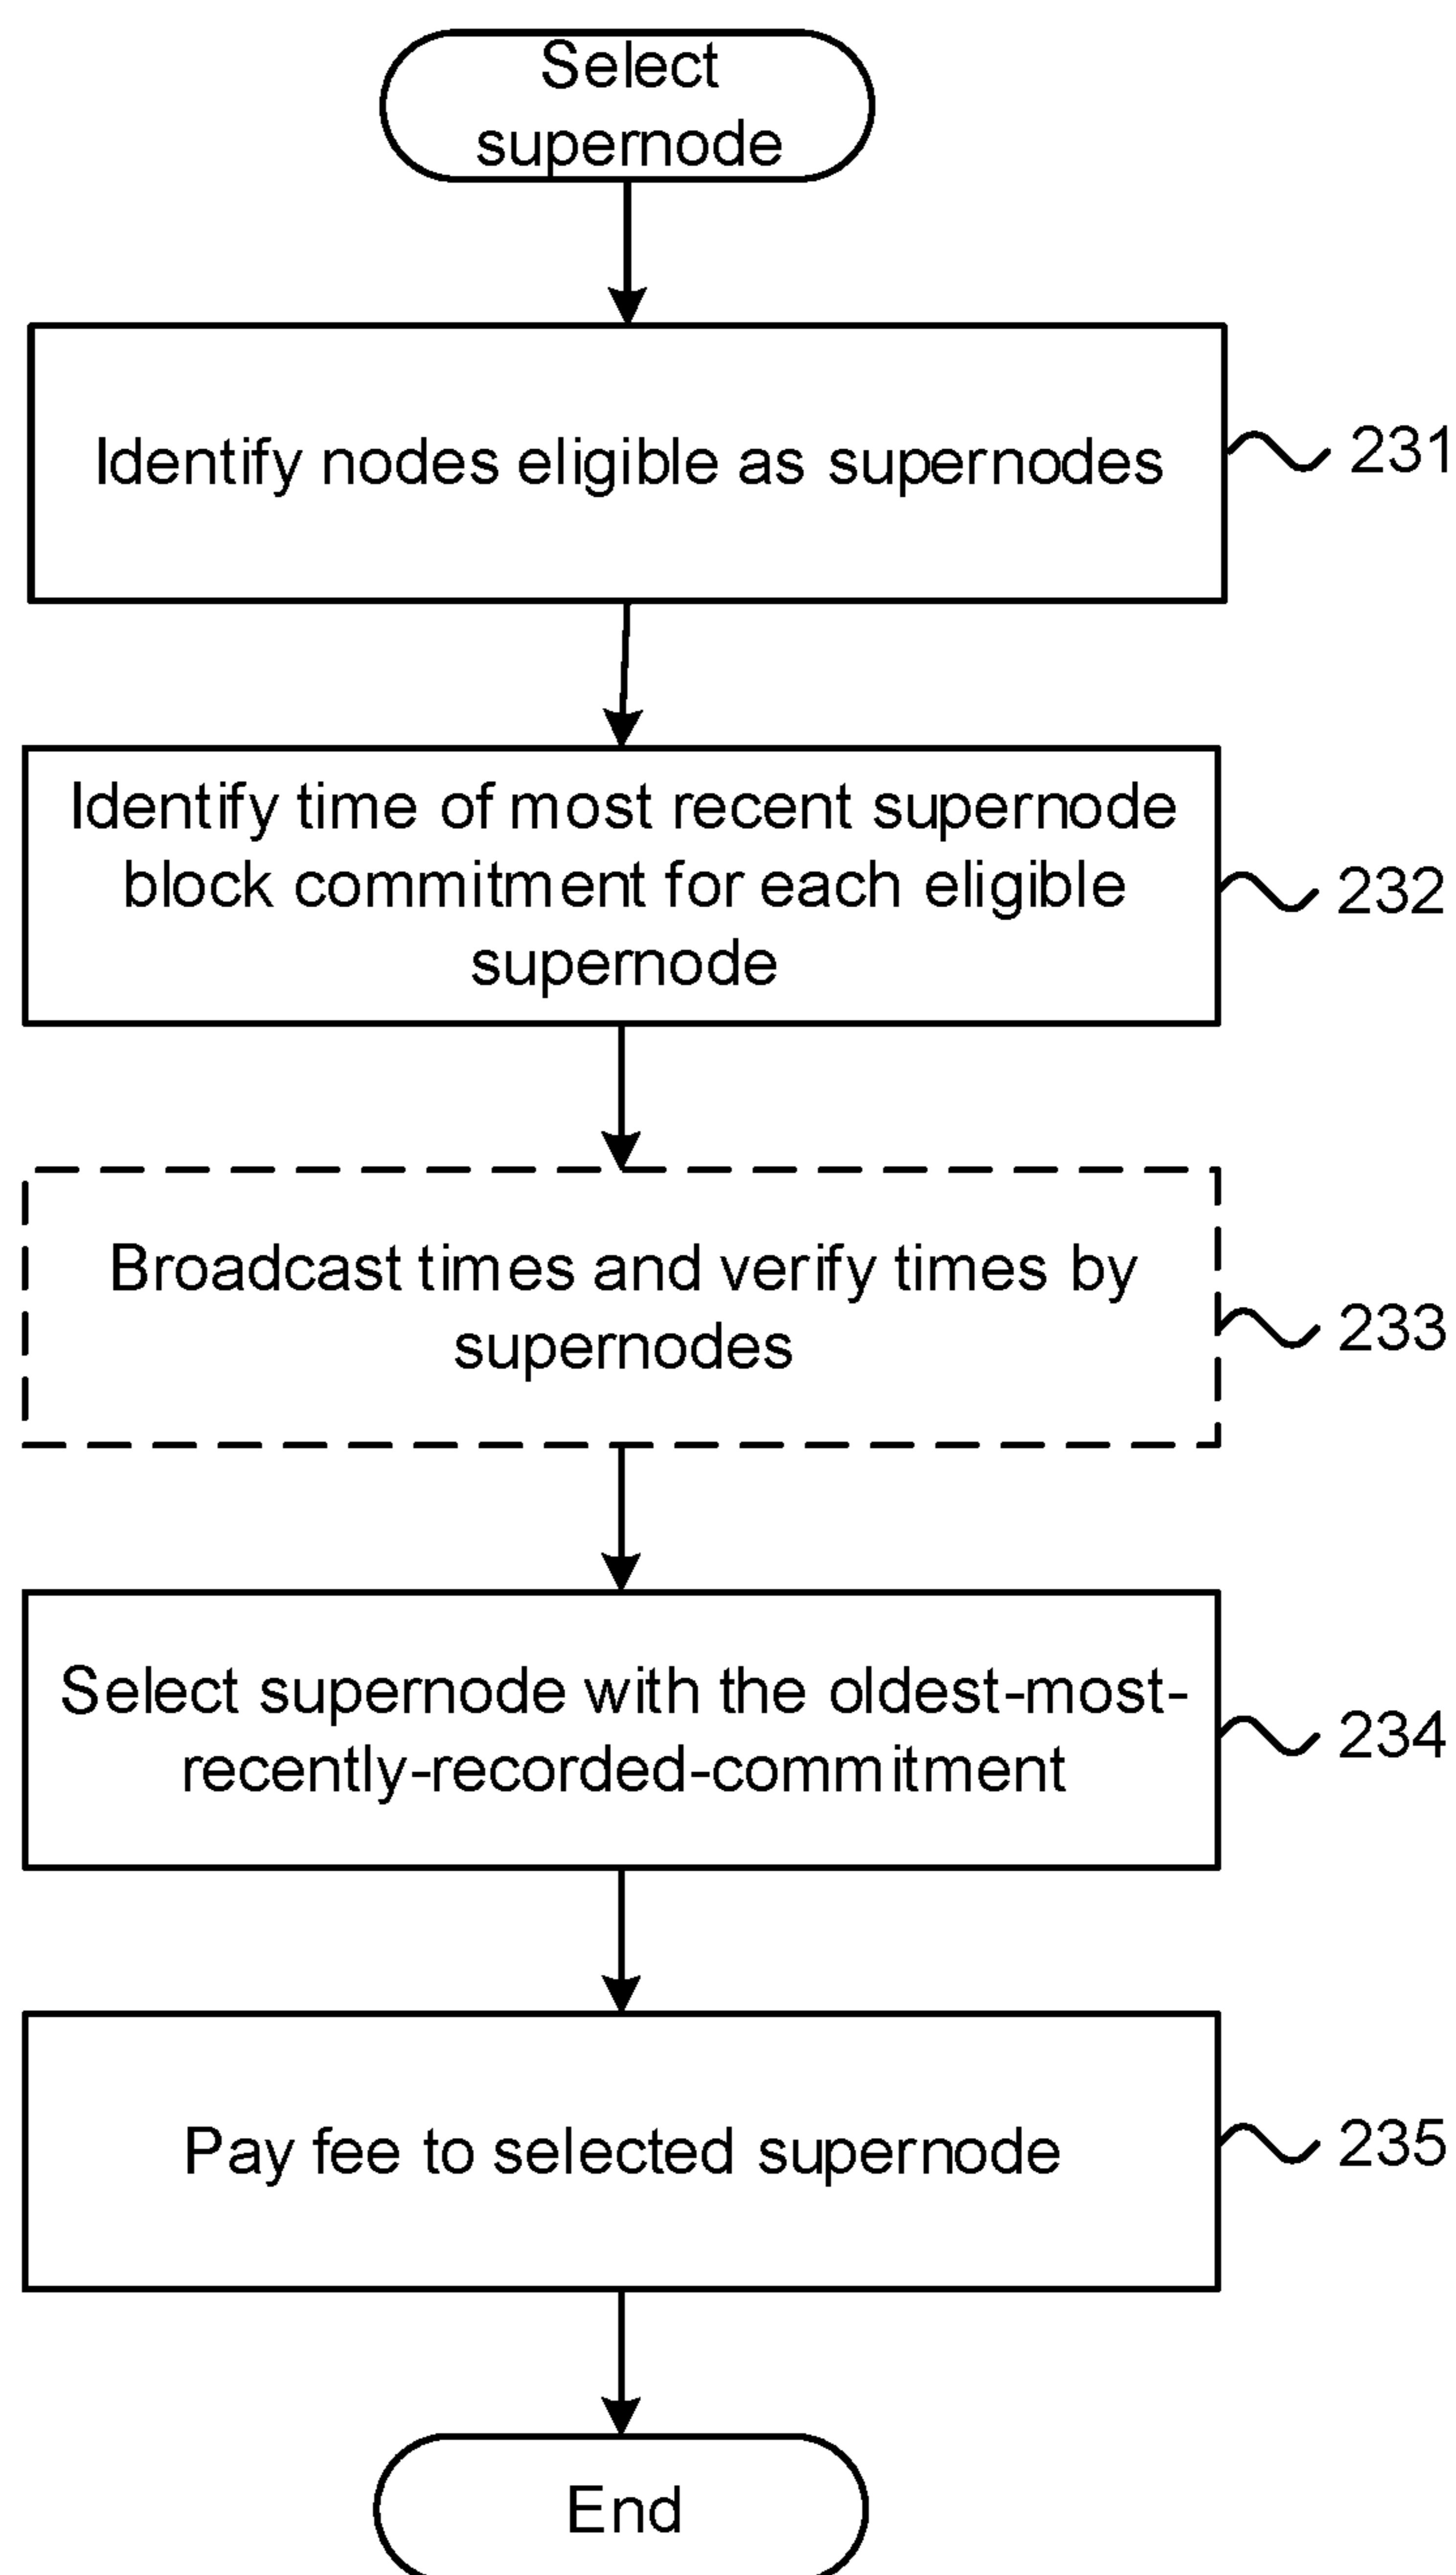 Select
supernode
Identify nodes eligible as supernodes
231
Identify time of most recent supernode
block commitment for each eligible
supernode
232
Broadcast times and verify times by
supernodes
233
Select supernode with the oldest-most-
recently-recorded-commitment
234
Pay fee to selected supernode
235
End